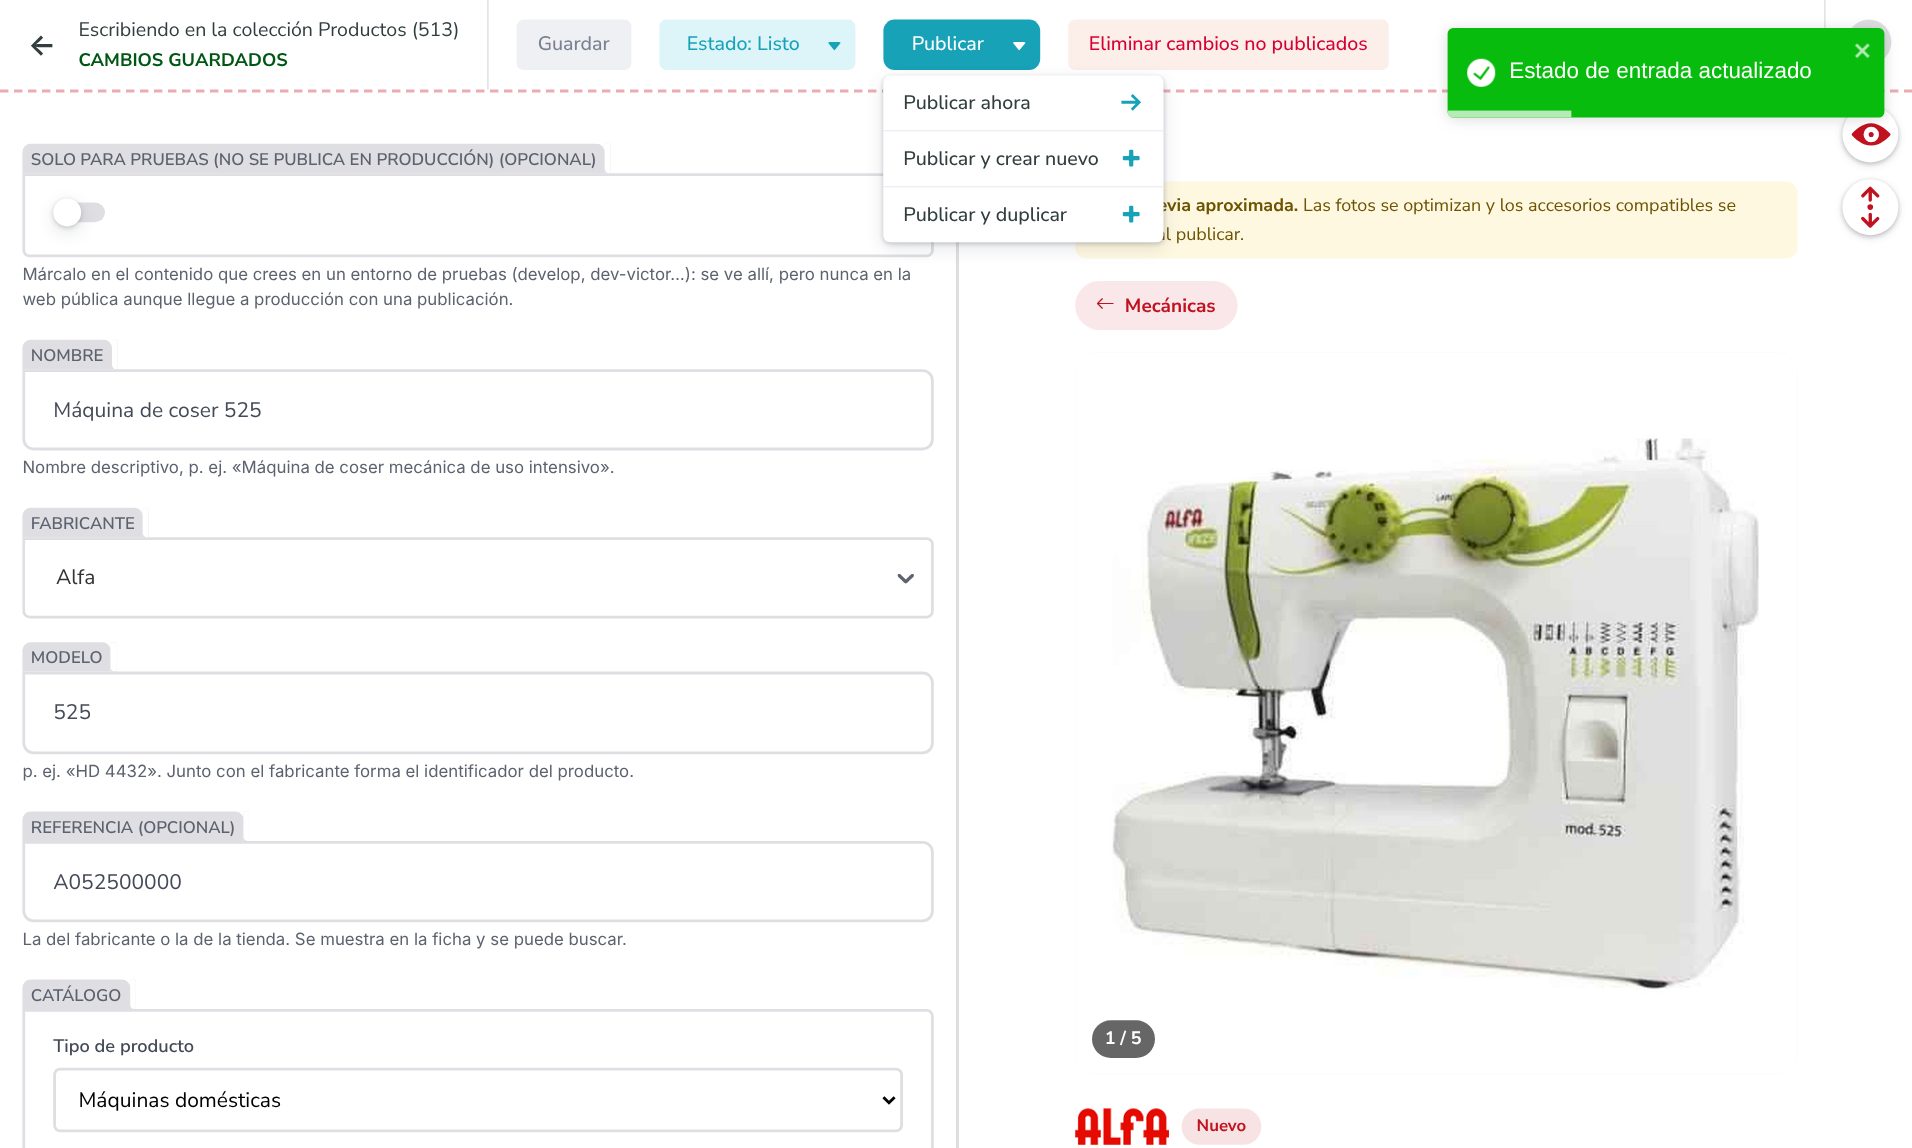 Escribiendo en la colección Productos (513)
CAMBIOS GUARDADOS
Guardar
Estado: Listo
Publicar
Eliminar cambios no publicados
Estado de entrada actualizado
Publicar ahora
Publicar y crear nuevo
Publicar y duplicar
SOLO PARA PRUEBAS (NO SE PUBLICA EN PRODUCCIÓN) (OPCIONAL)
Márcalo en el contenido que crees en un entorno de pruebas (develop, dev-victor...): se ve allí, pero nunca en la
web pública aunque llegue a producción con una publicación.
NOMBRE
Máquina de coser 525
Nombre descriptivo, p. ej. «Máquina de coser mecánica de uso intensivo».
FABRICANTE
Alfa
MODELO
525
p. ej. «HD 4432». Junto con el fabricante forma el identificador del producto.
REFERENCIA (OPCIONAL)
A052500000
La del fabricante o la de la tienda. Se muestra en la ficha y se puede buscar.
CATÁLOGO
Tipo de producto
Máquinas domésticas
evia aproximada. Las fotos se optimizan y los accesorios compatibles se
l publicar.
Mecánicas
ALFA
A B C D E F G
mod. 525
1 / 5
ALFA
Nuevo